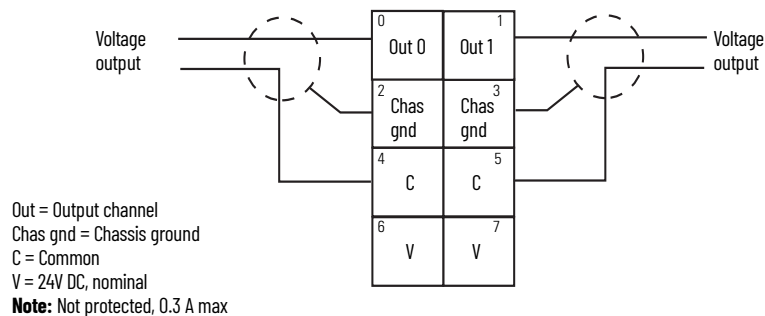 Voltage
output
0
Out 0
1
Out 1
Voltage
output
2
Chas
gnd
3
Chas
gnd
4
C
5
C
6
V
7
V
Out = Output channel
Chas gnd = Chassis ground
C = Common
V = 24V DC, nominal
Note: Not protected, 0.3 A max